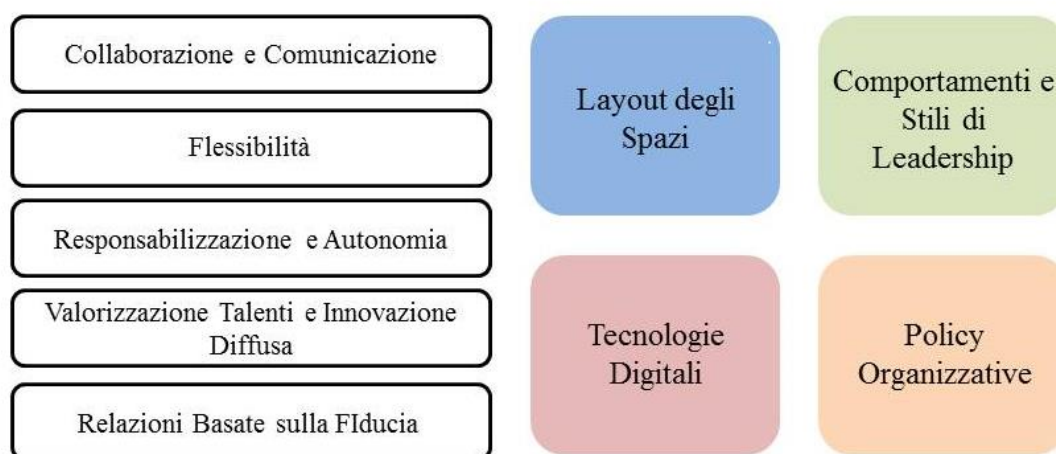 Collaborazione e Comunicazione
Flessibilità
Responsabilizzazione e Autonomia
Valorizzazione Talenti e Innovazione
Diffusa
Relazioni Basate sulla FIducia
Layout degli
Spazi
Comportamenti e
Stili di
Leadership
Tecnologie
Digitali
Policy
Organizzative